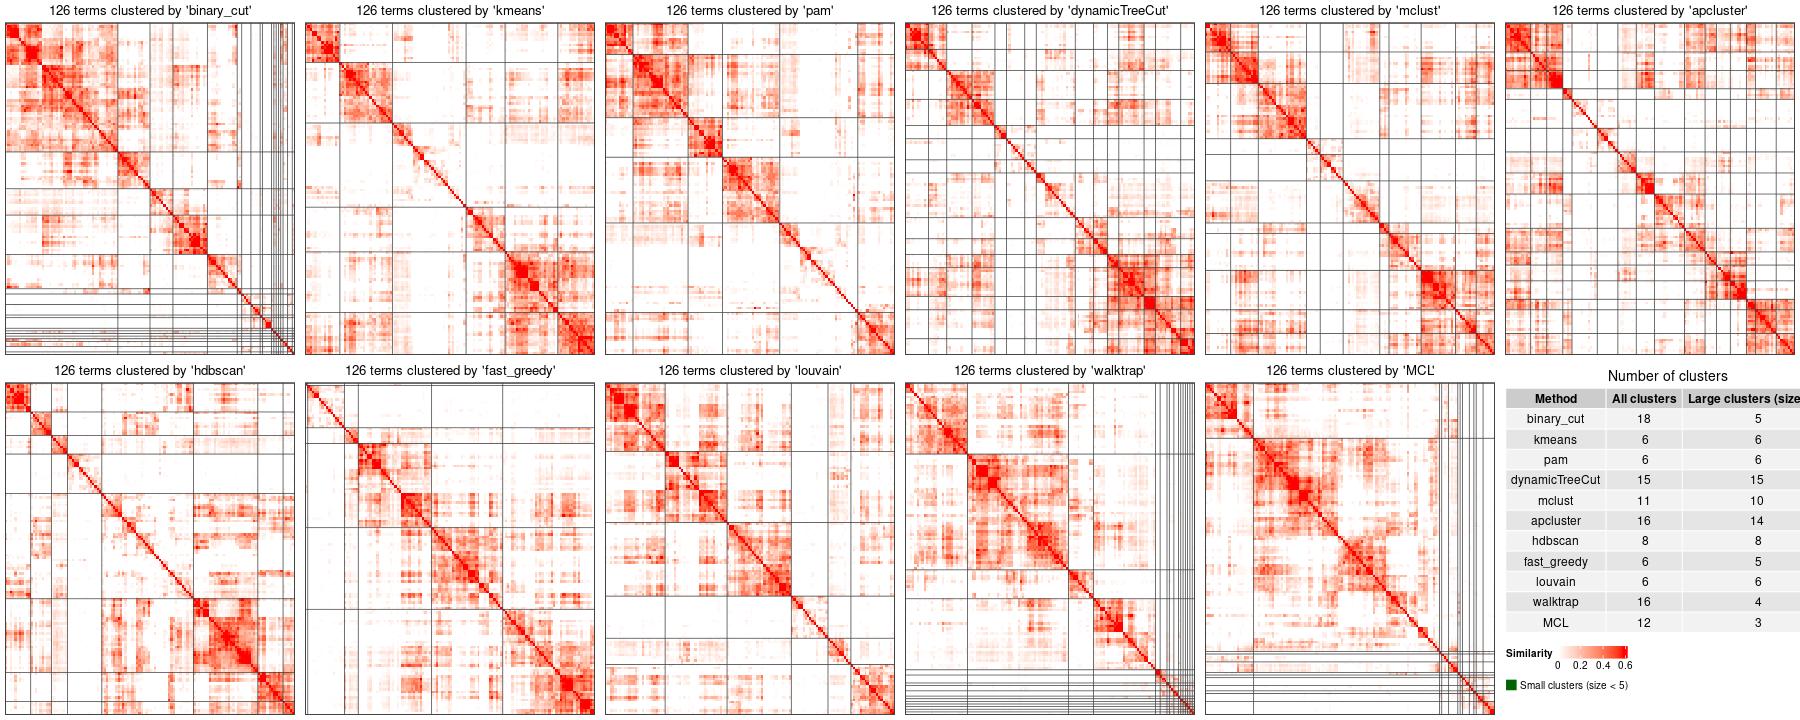 126 terms clustered by 'binary_cut'
126 terms clustered by 'kmeans'
126 terms clustered by 'pam'
126 terms clustered by 'dynamicTreeCut'
126 terms clustered by 'mclust'
126 terms clustered by 'apcluster'
126 terms clustered by 'hdbscan'
126 terms clustered by 'fast_greedy'
126 terms clustered by 'louvain'
126 terms clustered by 'walktrap'
126 terms clustered by 'MCL'
Number of clusters
Method All clusters Large clusters (size
binary_cut 18 5
kmeans 6 6
pam 6 6
dynamicTreeCut 15 15
mclust 11 10
apcluster 16 14
hdbscan 8 8
fast_greedy 6 5
louvain 6 6
walktrap 16 4
MCL 12 3
Similarity
0 0.2 0.4 0.6
Small clusters (size < 5)